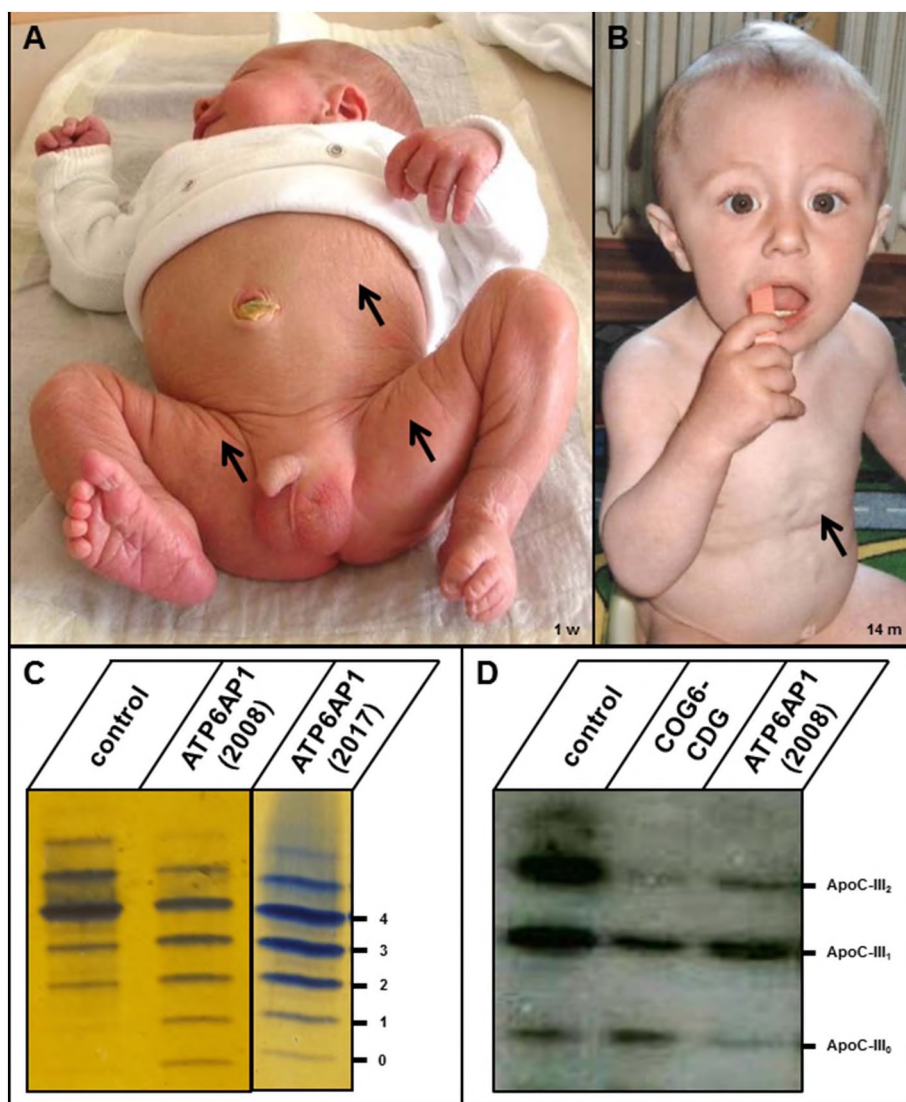 A
B
1 w
14 m
C
control
ATP6AP1
(2008)
ATP6AP1
(2017)
4
3
2
1
0
D
control
COG6-
CDG
ATP6AP1
(2008)
ApoC-III₂
ApoC-III₁
ApoC-III₀